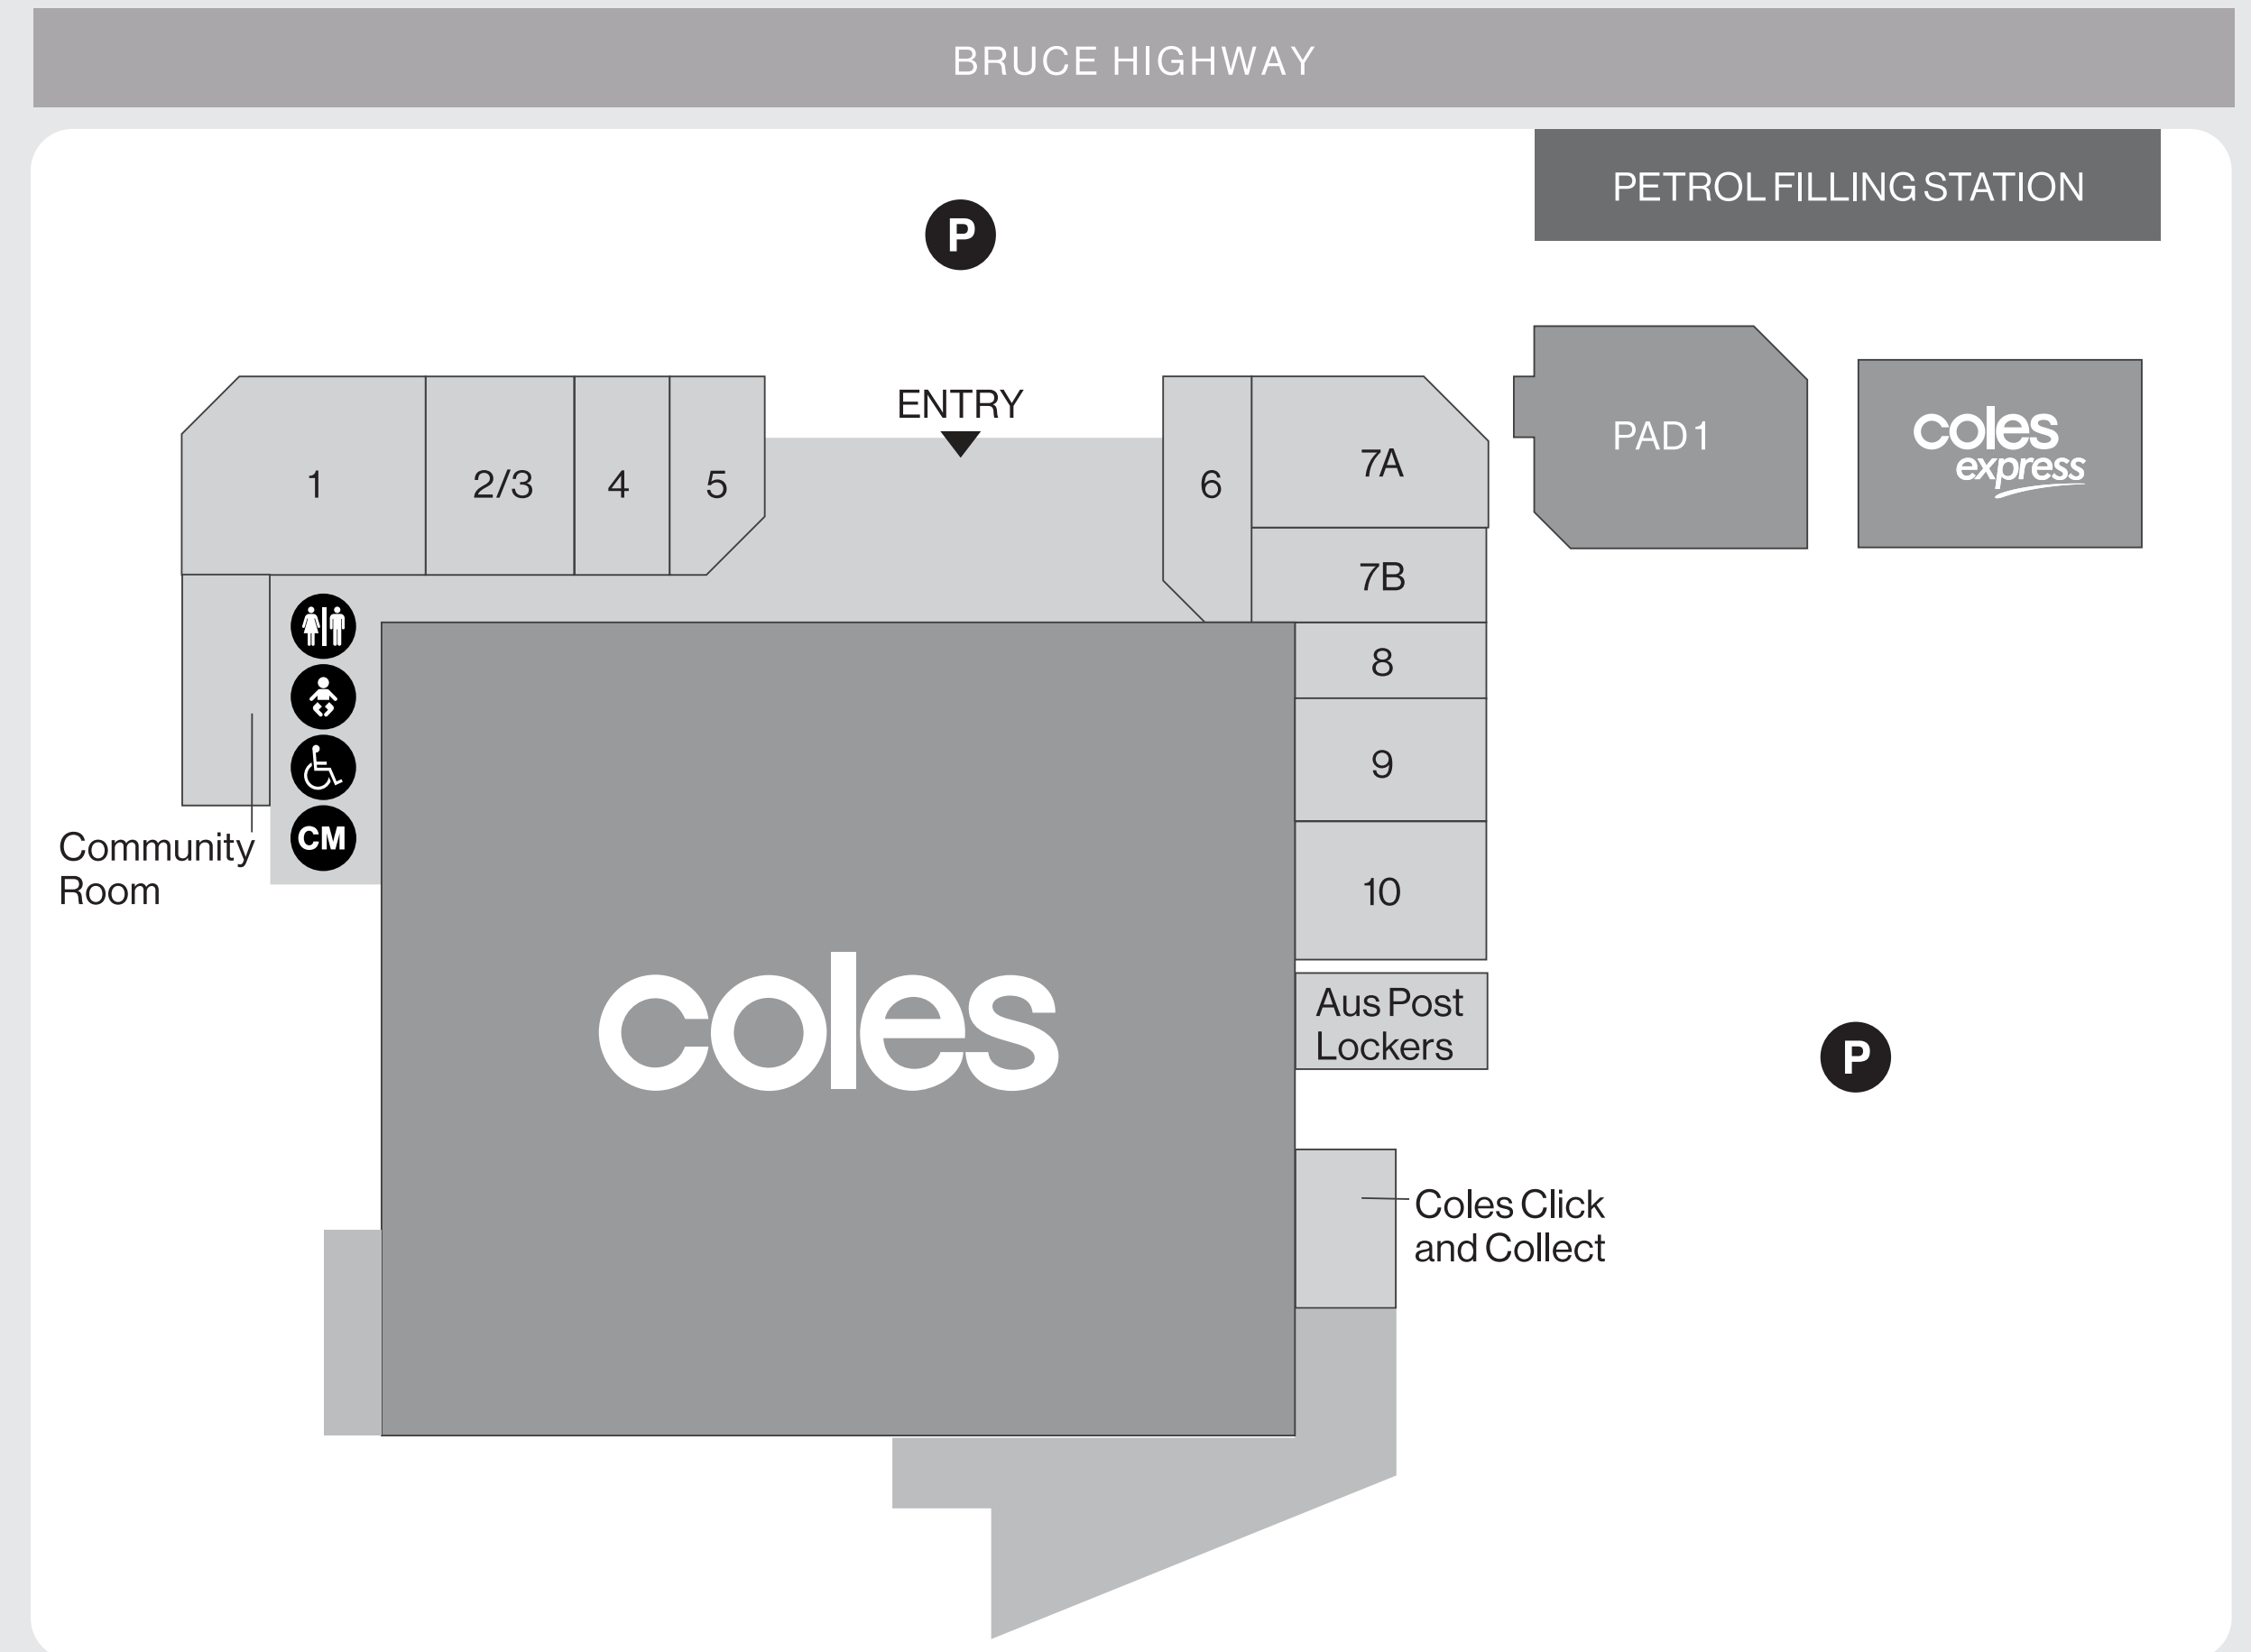 BRUCE HIGHWAY
PETROL FILLING STATION
P
ENTRY
1
2/3
4
5
6
7A
7B
PAD 1
coles
express
8
9
10
CM
Community
Room
coles
Aus Post
Lockers
P
Coles Click
and Collect